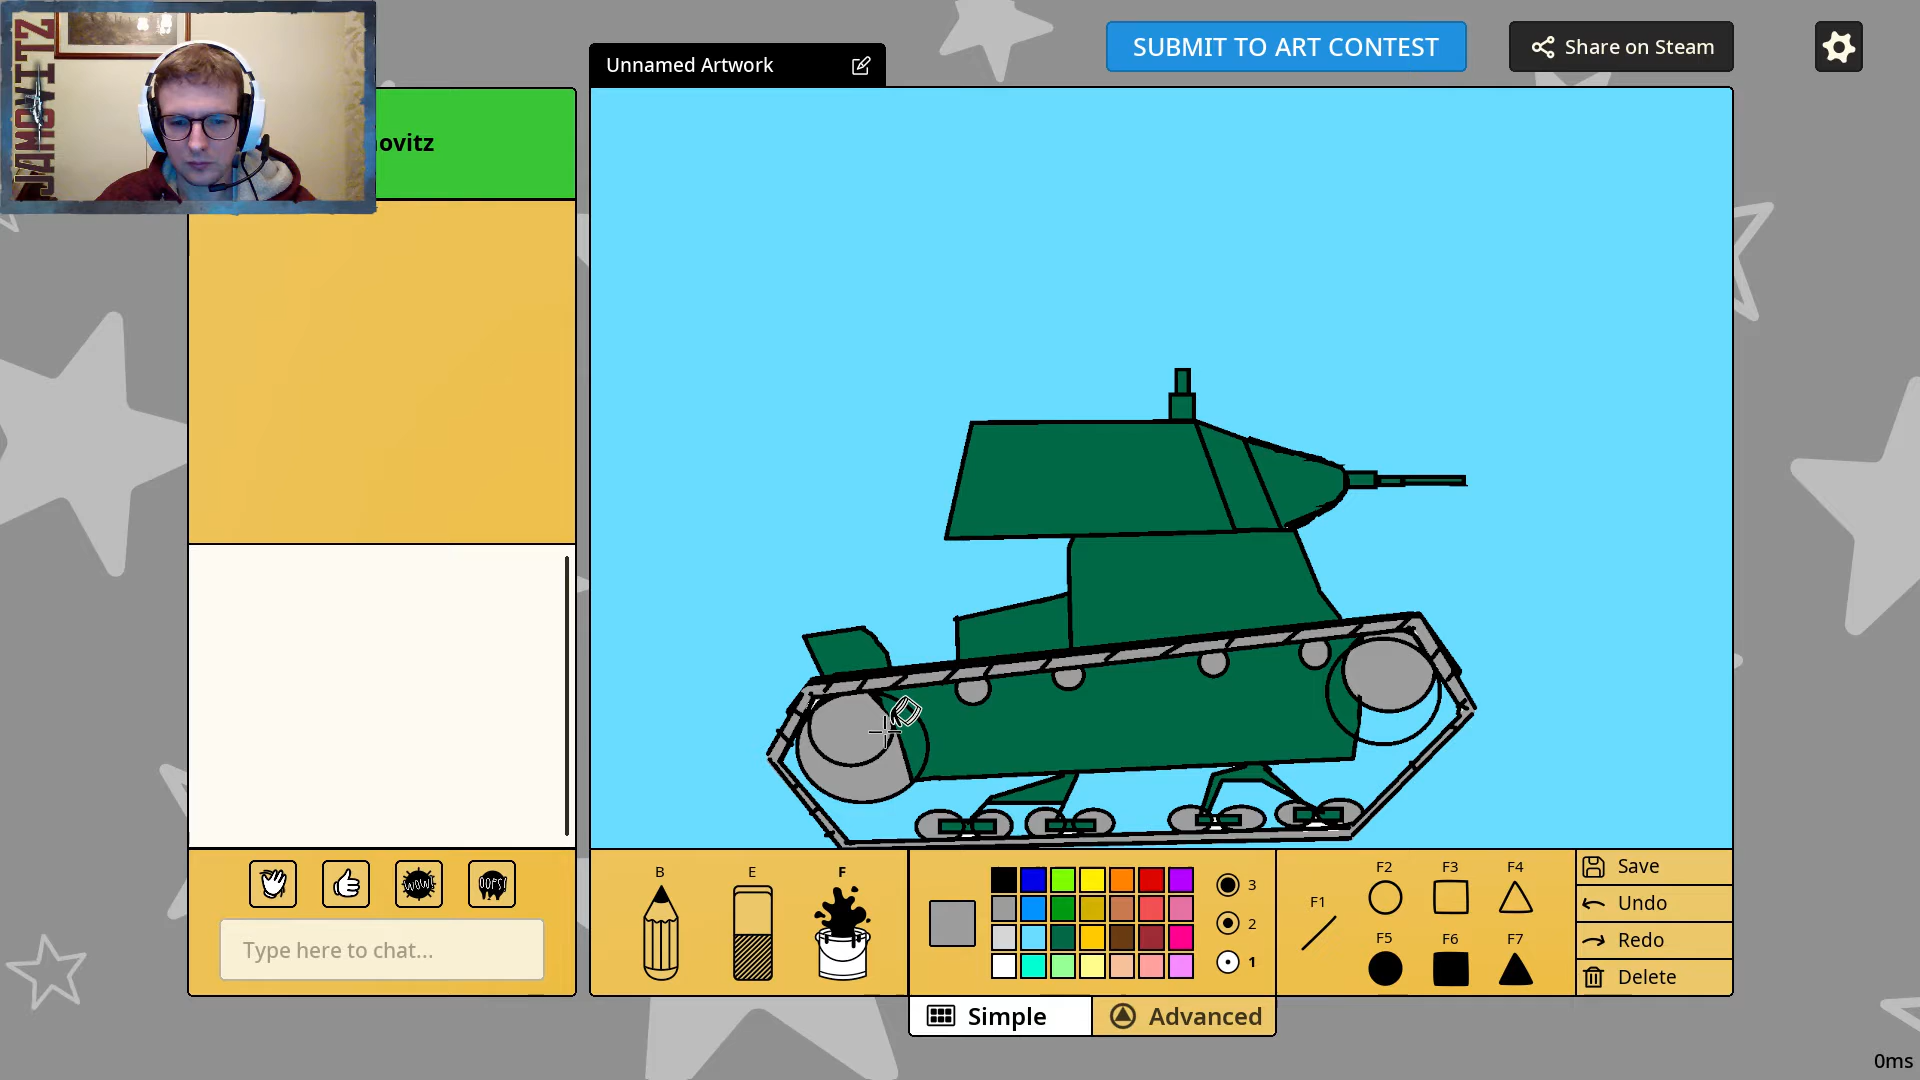 JAMOVITZ
Unnamed Artwork
SUBMIT TO ART CONTEST
Share on Steam
ovitz
WOW!
OOPS!
Type here to chat...
B
E
F
3
2
1
F1
F2
F3
F4
F5
F6
F7
Save
Undo
Redo
Delete
Simple
Advanced
0ms